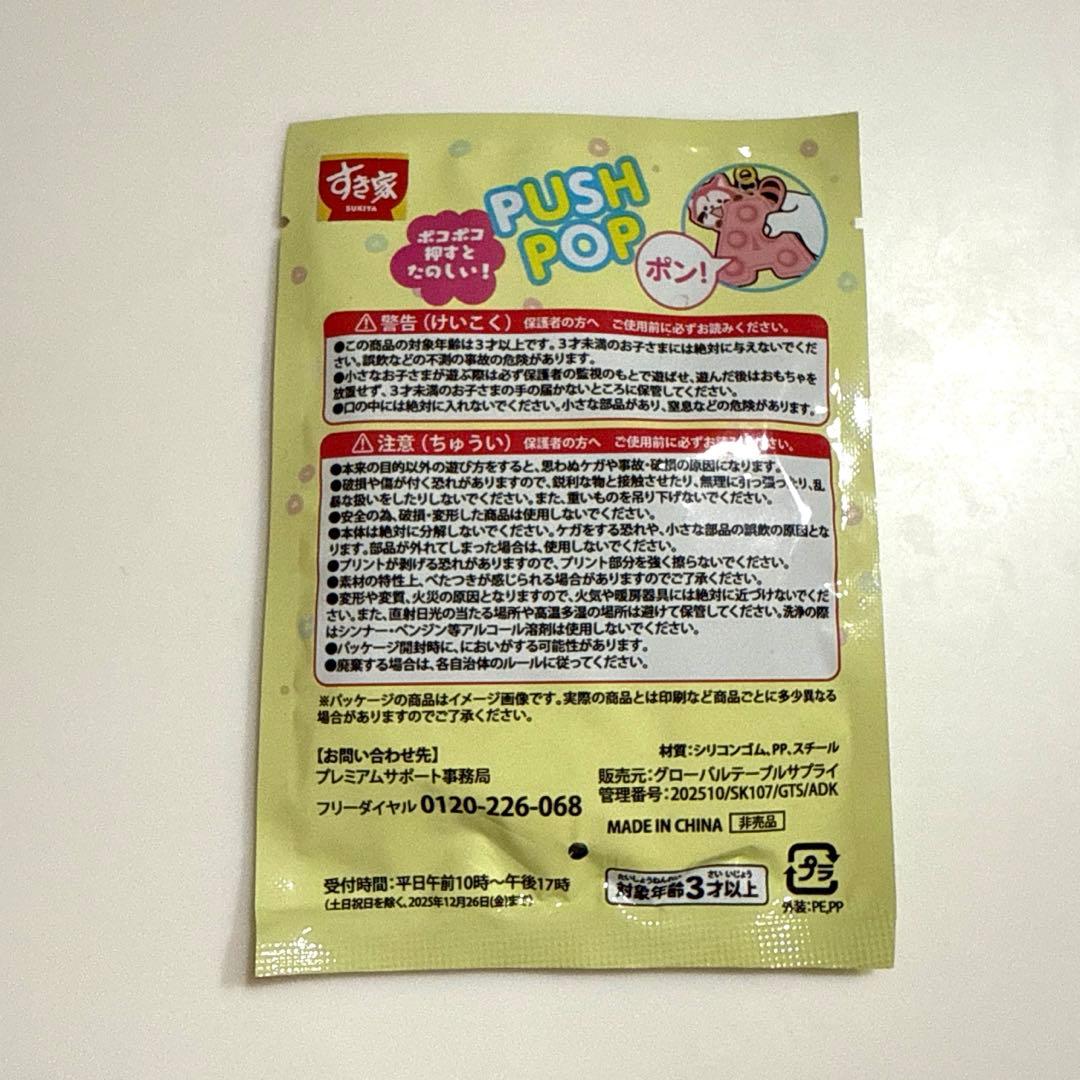 すき家
SUKIYA
ポコポコ
押すと
たのしい!
PUSH
POP
ポン!
警告(けいこく) 保護者の方へ ご使用前に必ずお読みください。
●この商品の対象年齢は3才以上です。3才未満のお子さまには絶対に与えないでくだ
さい。誤飲などの不測の事故の危険があります。
●小さなお子さまが遊ぶ際は必ず保護者の監視のもとで遊ばせ、遊んだ後はおもちゃを
放置せず、3才未満のお子さまの手の届かないところに保管してください。
●口の中には絶対に入れないでください。小さな部品があり、窒息などの危険があります。
注意(ちゅうい) 保護者の方へ ご使用前に必ずお読みください。
●本来の目的以外の遊び方をすると、思わぬケガや事故・破損の原因になります。
●破損や傷が付く恐れがありますので、鋭利な物と接触させたり、無理に引っ張ったり、乱
暴な扱いをしたりしないでください。また、重いものを吊り下げないでください。
●安全の為、破損・変形した商品は使用しないでください。
●本体は絶対に分解しないでください。ケガをする恐れや、小さな部品の誤飲の原因とな
ります。部品が外れてしまった場合は、使用しないでください。
●プリントが剥げる恐れがありますので、プリント部分を強く擦らないでください。
●素材の特性上、べたつきが感じられる場合がありますのでご了承ください。
●変形や変質、火災の原因となりますので、火気や暖房器具には絶対に近づけないでくだ
さい。また、直射日光の当たる場所や高温多湿の場所は避けて保管してください。洗浄の際
はシンナー・ベンジン等アルコール溶剤は使用しないでください。
●パッケージ開封時に、においがする可能性があります。
●廃棄する場合は、各自治体のルールに従ってください。
※パッケージの商品はイメージ画像です。実際の商品とは印刷など商品ごとに多少異なる
場合がありますのでご了承ください。
【お問い合わせ先】
プレミアムサポート事務局
フリーダイヤル 0120-226-068
受付時間:平日午前10時～午後17時
(土日祝日を除く、2025年12月26日(金)まで)
材質:シリコンゴム、PP、スチール
販売元:グローバルテーブルサプライ
管理番号:202510/SK107/GTS/ADK
MADE IN CHINA 非売品
たいしょうねんれい さい いじょう
対象年齢3才以上
プラ
外装:PE,PP